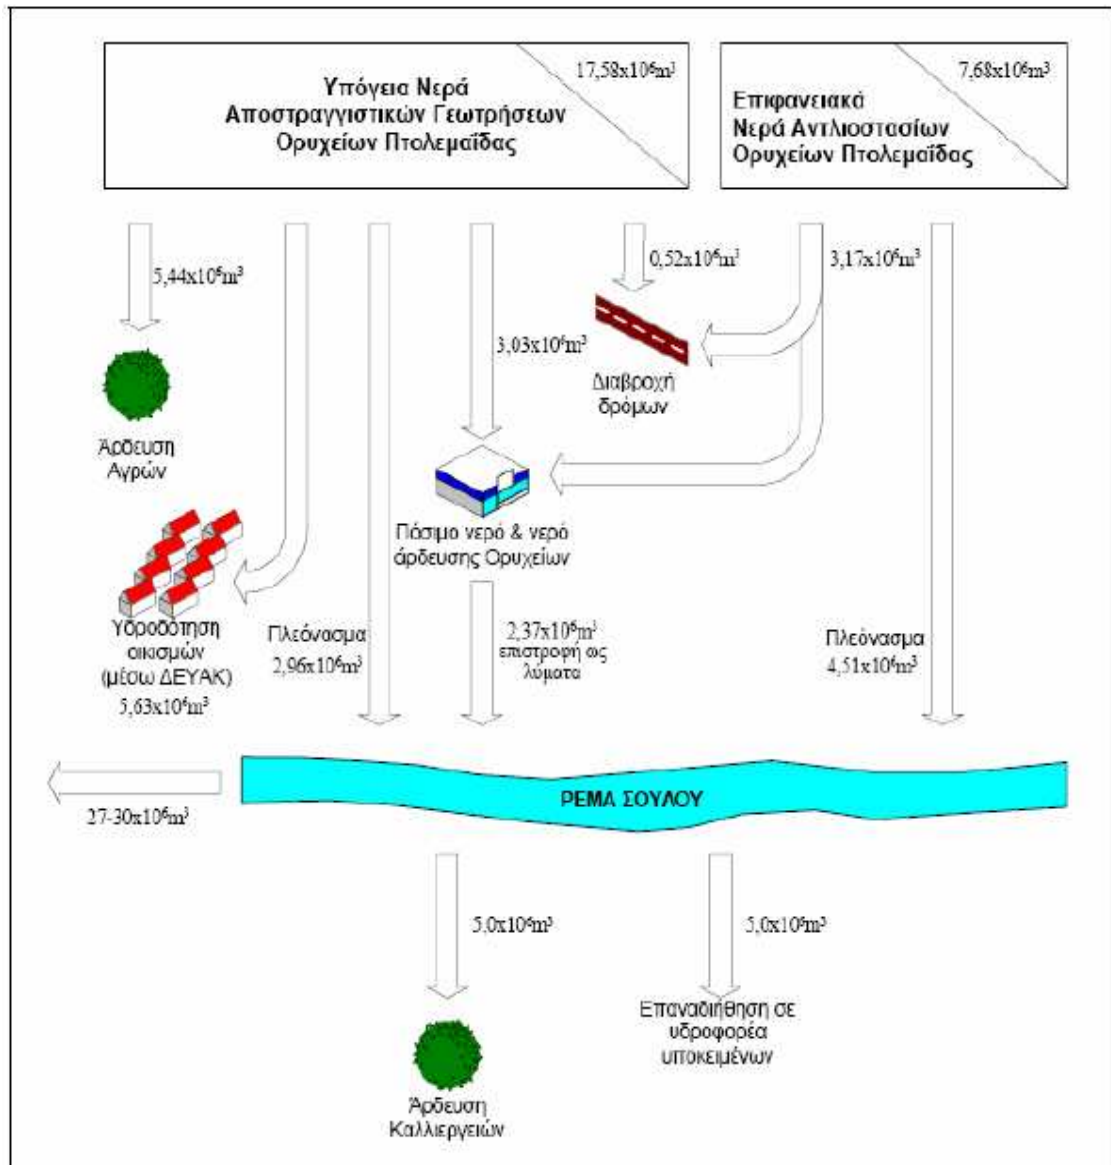 Υπόγεια Νερά
Αποστραγγιστικών Γεωτρήσεων
Ορυχείων Πτολεμαΐδας
17,58x10⁶m³
Επιφανειακά
Νερά Αντλιοστασίων
Ορυχείων Πτολεμαΐδας
7,68x10⁶m³
5,44x10⁶m³
0,52x10⁶m³
3,17x10⁶m³
3,03x10⁶m³
Διαβροχή
δρόμων
Άρδευση
Αγρών
Πόσιμο νερό & νερό
άρδευσης Ορυχείων
Υδροδότηση
οικισμών
(μέσω ΔΕΥΑΚ)
5,63x10⁶m³
Πλεόνασμα
2,96x10⁶m³
2,37x10⁶m³
επιστροφή ως
λύματα
Πλεόνασμα
4,51x10⁶m³
ΡΕΜΑ ΣΟΥΛΟΥ
27-30x10⁶m³
5,0x10⁶m³
5,0x10⁶m³
Επαναδιήθηση σε
υδροφορέα
υποκειμένων
Άρδευση
Καλλιεργειών